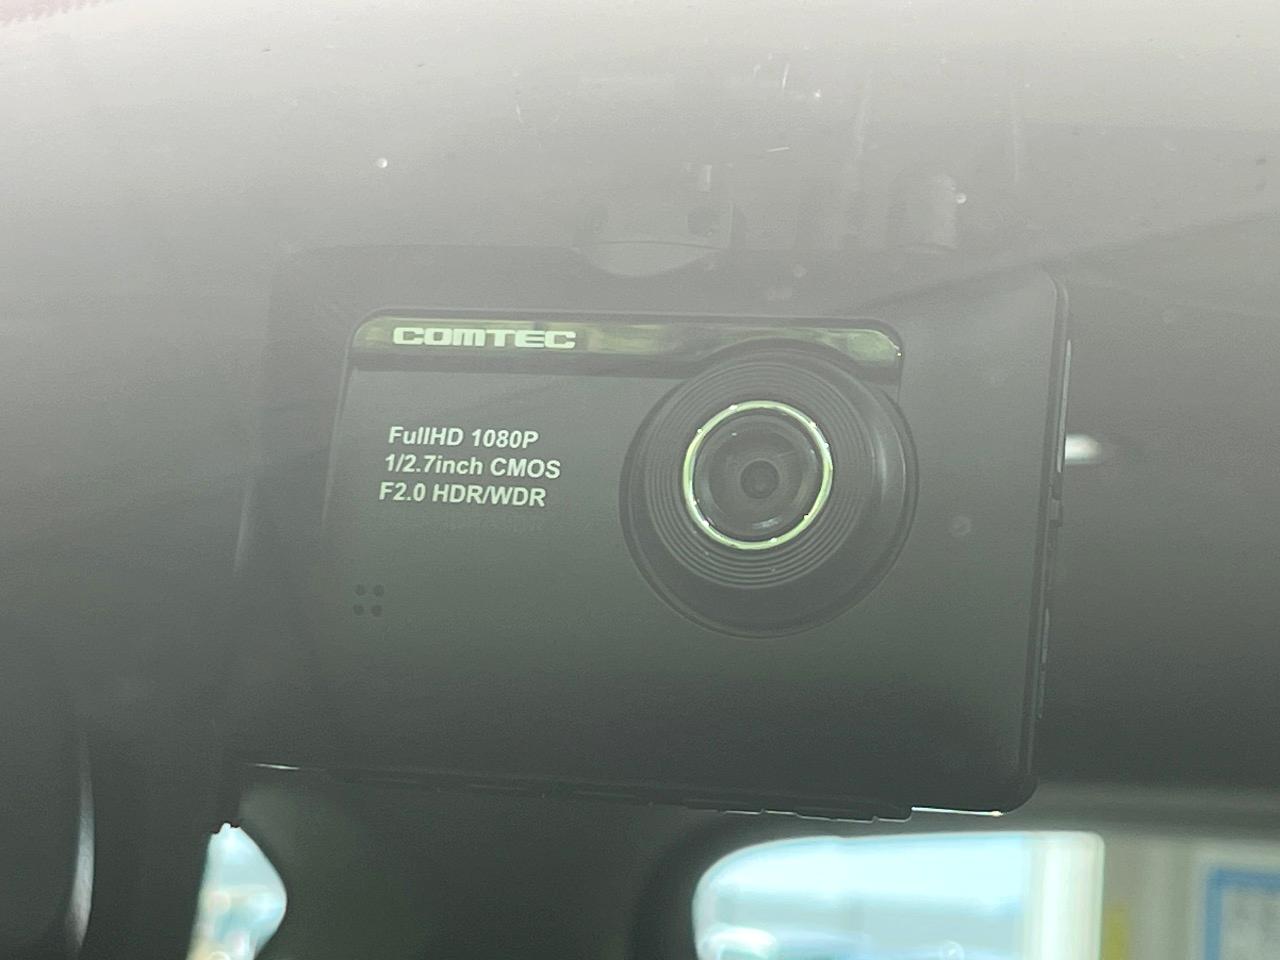 COMTEC
FullHD 1080P
1/2.7inch CMOS
F2.0 HDR/WDR